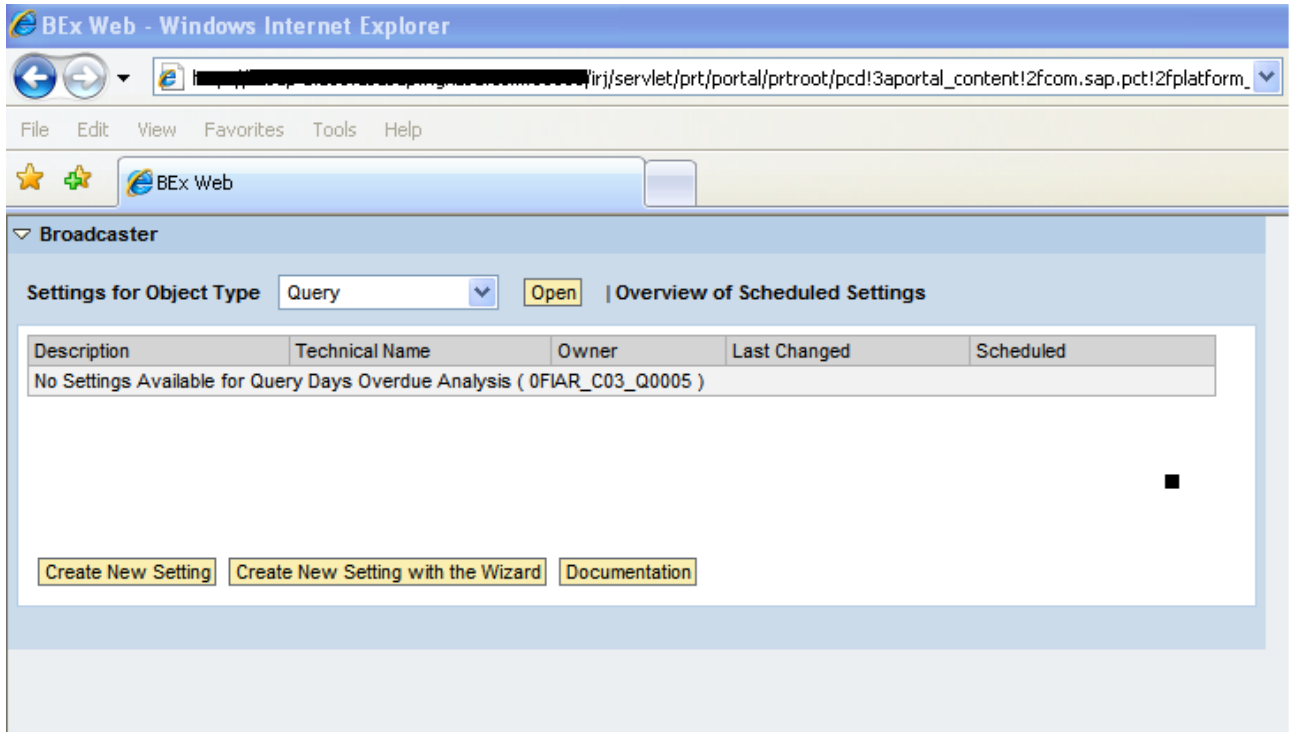 BEx Web - Windows Internet Explorer
/irj/servlet/prt/portal/prtroot/pcd!3aportal_content!2fcom.sap.pct!2fplatform_
File Edit View Favorites Tools Help
BEx Web
Broadcaster
Settings for Object Type Query Open | Overview of Scheduled Settings
Description Technical Name Owner Last Changed Scheduled
No Settings Available for Query Days Overdue Analysis ( 0FIAR_C03_Q0005 )
Create New Setting Create New Setting with the Wizard Documentation